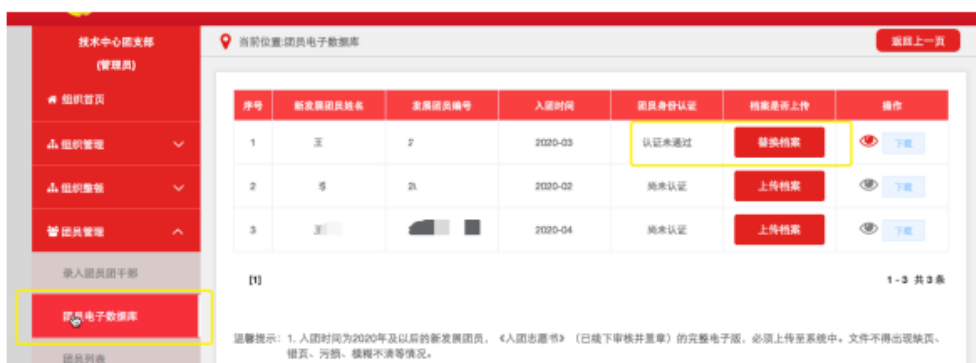 技术中心团支部
(管理员)
当前位置:团员电子数据库
返回上一页
组织首页
组织管理
组织整顿
团员管理
录入团员团干部
团员电子数据库
团员列表
序号 新发展团员姓名 发展团员编号 入团时间 团员身份认证 档案是否上传 操作
1 王 2 2020-03 认证未通过 替换档案 下载
2 2020-02 尚未认证 上传档案 下载
3 王 2020-04 尚未认证 上传档案 下载
[1]
1-3 共3条
温馨提示：1. 入团时间为2020年及以后的新发展团员，《入团志愿书》（已线下审核并盖章）的完整电子版，必须上传至系统中。文件不得出现缺页、
错页、污损、模糊不清等情况。